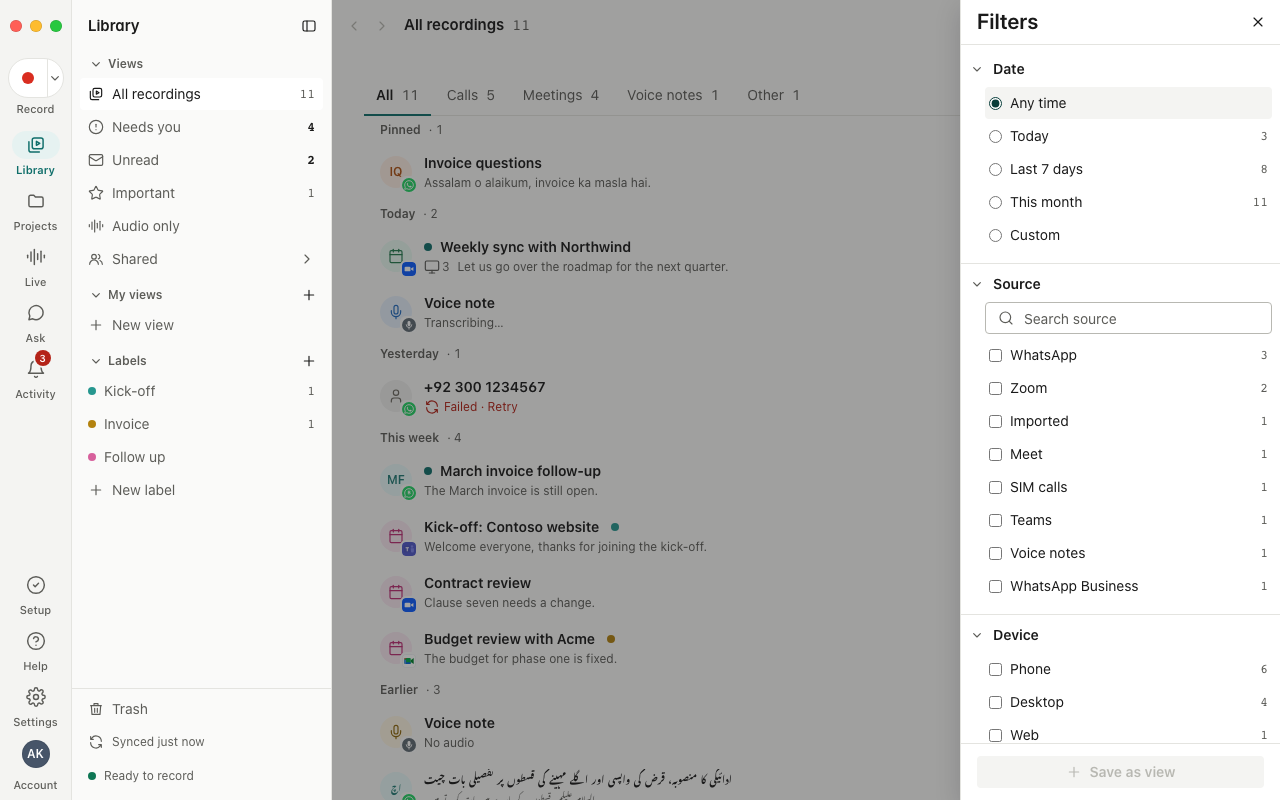 Library
Record
Library
Projects
Live
Ask
3
Activity
Setup
Help
Settings
AK
Account
Views
All recordings 11
Needs you 4
Unread 2
Important 1
Audio only
Shared
My views
New view
Labels
Kick-off 1
Invoice 1
Follow up
New label
Trash
Synced just now
Ready to record
All recordings 11
All 11 Calls 5 Meetings 4 Voice notes 1 Other 1
Pinned · 1
IQ
Invoice questions
Assalam o alaikum, invoice ka masla hai.
Today · 2
Weekly sync with Northwind
3 Let us go over the roadmap for the next quarter.
Voice note
Transcribing...
Yesterday · 1
+92 300 1234567
Failed · Retry
This week · 4
MF
March invoice follow-up
The March invoice is still open.
Kick-off: Contoso website
Welcome everyone, thanks for joining the kick-off.
Contract review
Clause seven needs a change.
Budget review with Acme
The budget for phase one is fixed.
Earlier · 3
Voice note
No audio
ادائیگی کا منصوبہ، قرض کی واپسی اور اگلے مہینے کی قسطوں پر تفصیلی بات چیت
Filters
Date
Any time
Today 3
Last 7 days 8
This month 11
Custom
Source
Search source
WhatsApp 3
Zoom 2
Imported 1
Meet 1
SIM calls 1
Teams 1
Voice notes 1
WhatsApp Business 1
Device
Phone 6
Desktop 4
Web 1
Save as view